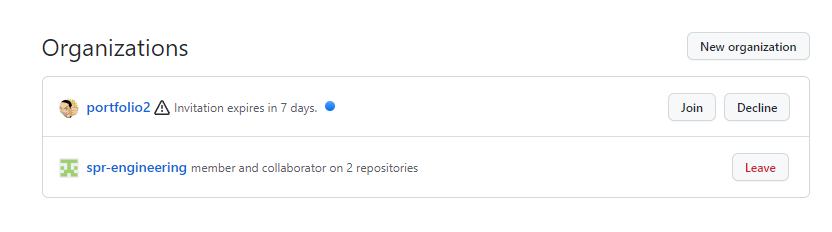 Organizations
New organization
portfolio2 Invitation expires in 7 days.
Join
Decline
spr-engineering member and collaborator on 2 repositories
Leave